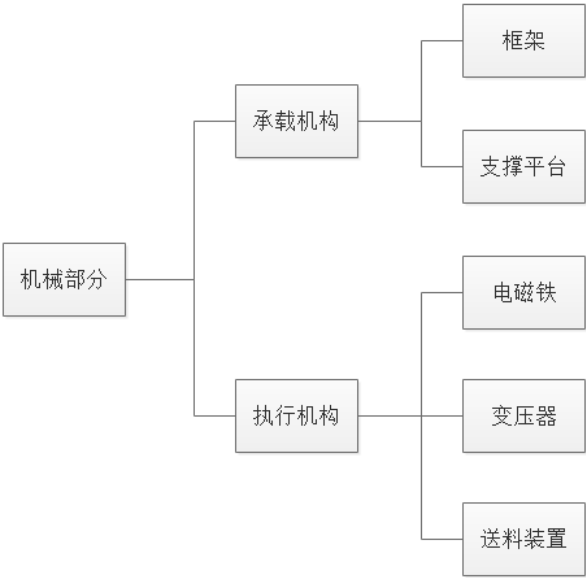 机械部分
承载机构
框架
支撑平台
执行机构
电磁铁
变压器
送料装置